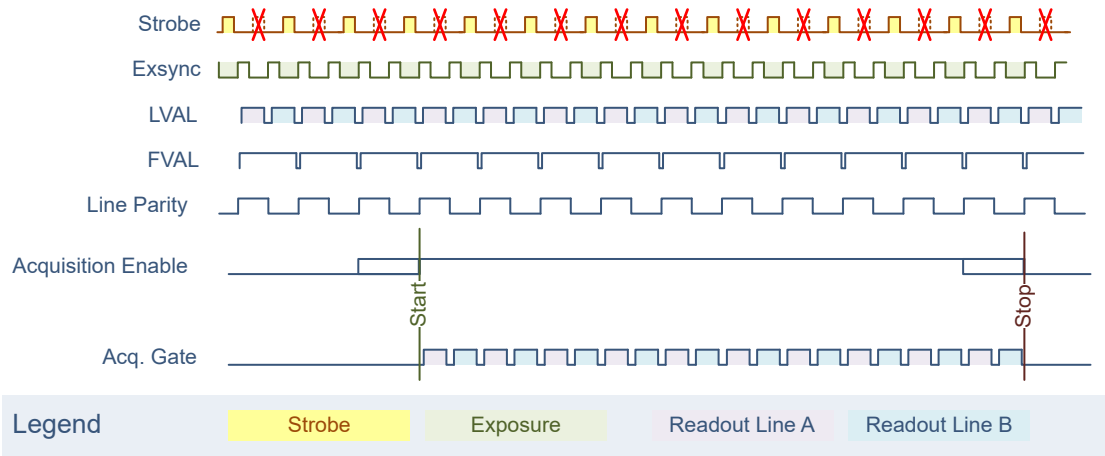 Strobe
Exsync
LVAL
FVAL
Line Parity
Acquisition Enable
Start
Stop
Acq. Gate
Legend
Strobe
Exposure
Readout Line A
Readout Line B